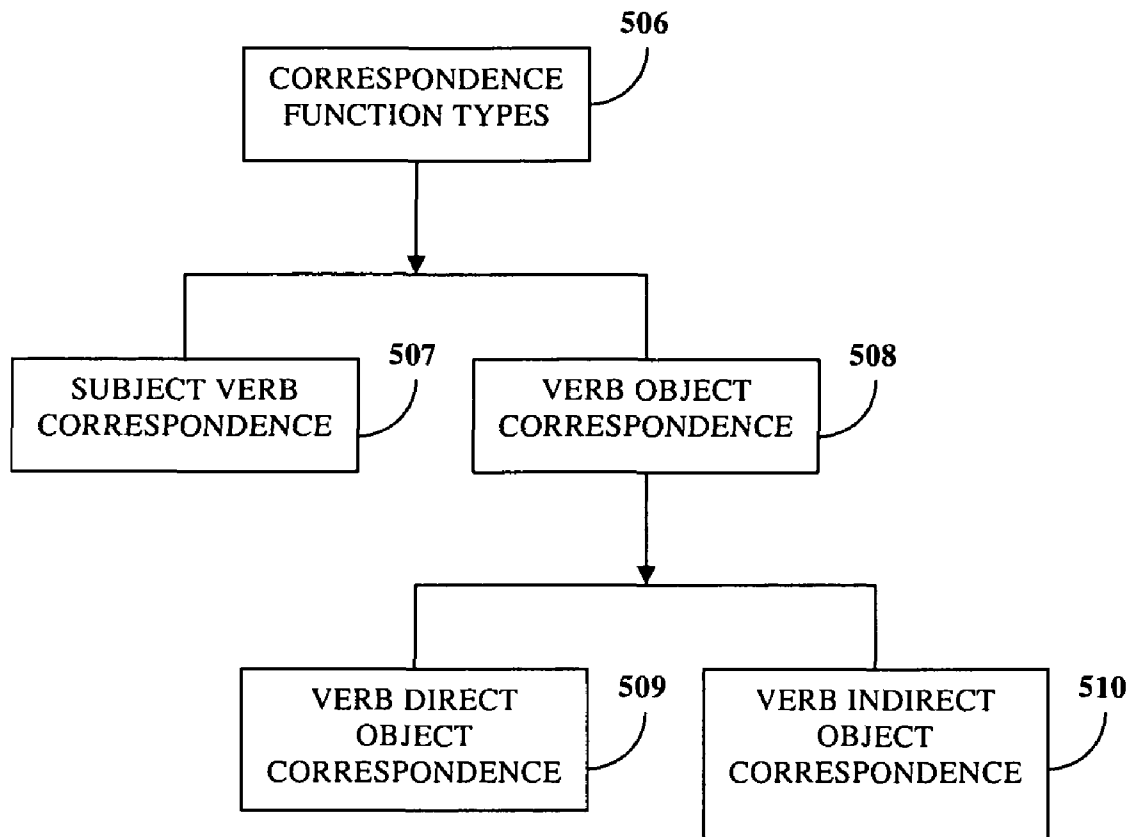 506
CORRESPONDENCE
FUNCTION TYPES
507
SUBJECT VERB
CORRESPONDENCE
508
VERB OBJECT
CORRESPONDENCE
509
VERB DIRECT
OBJECT
CORRESPONDENCE
510
VERB INDIRECT
OBJECT
CORRESPONDENCE